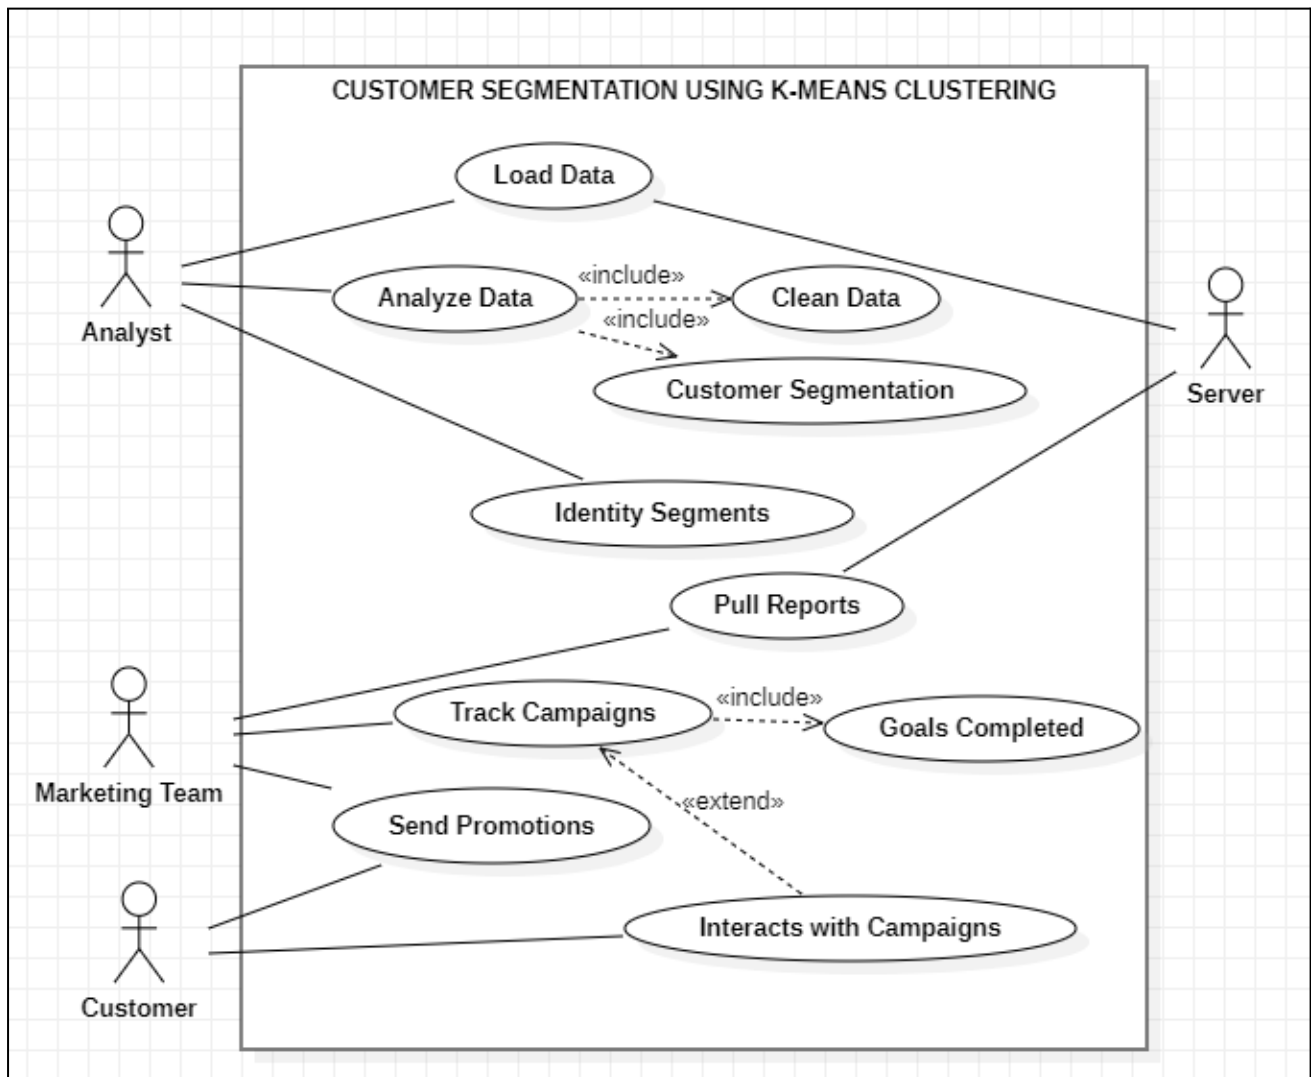 CUSTOMER SEGMENTATION USING K-MEANS CLUSTERING
Load Data
Analyst
Analyze Data
«include»
Clean Data
«include»
Customer Segmentation
Server
Identity Segments
Pull Reports
Marketing Team
Track Campaigns
«include»
Goals Completed
«extend»
Send Promotions
Interacts with Campaigns
Customer